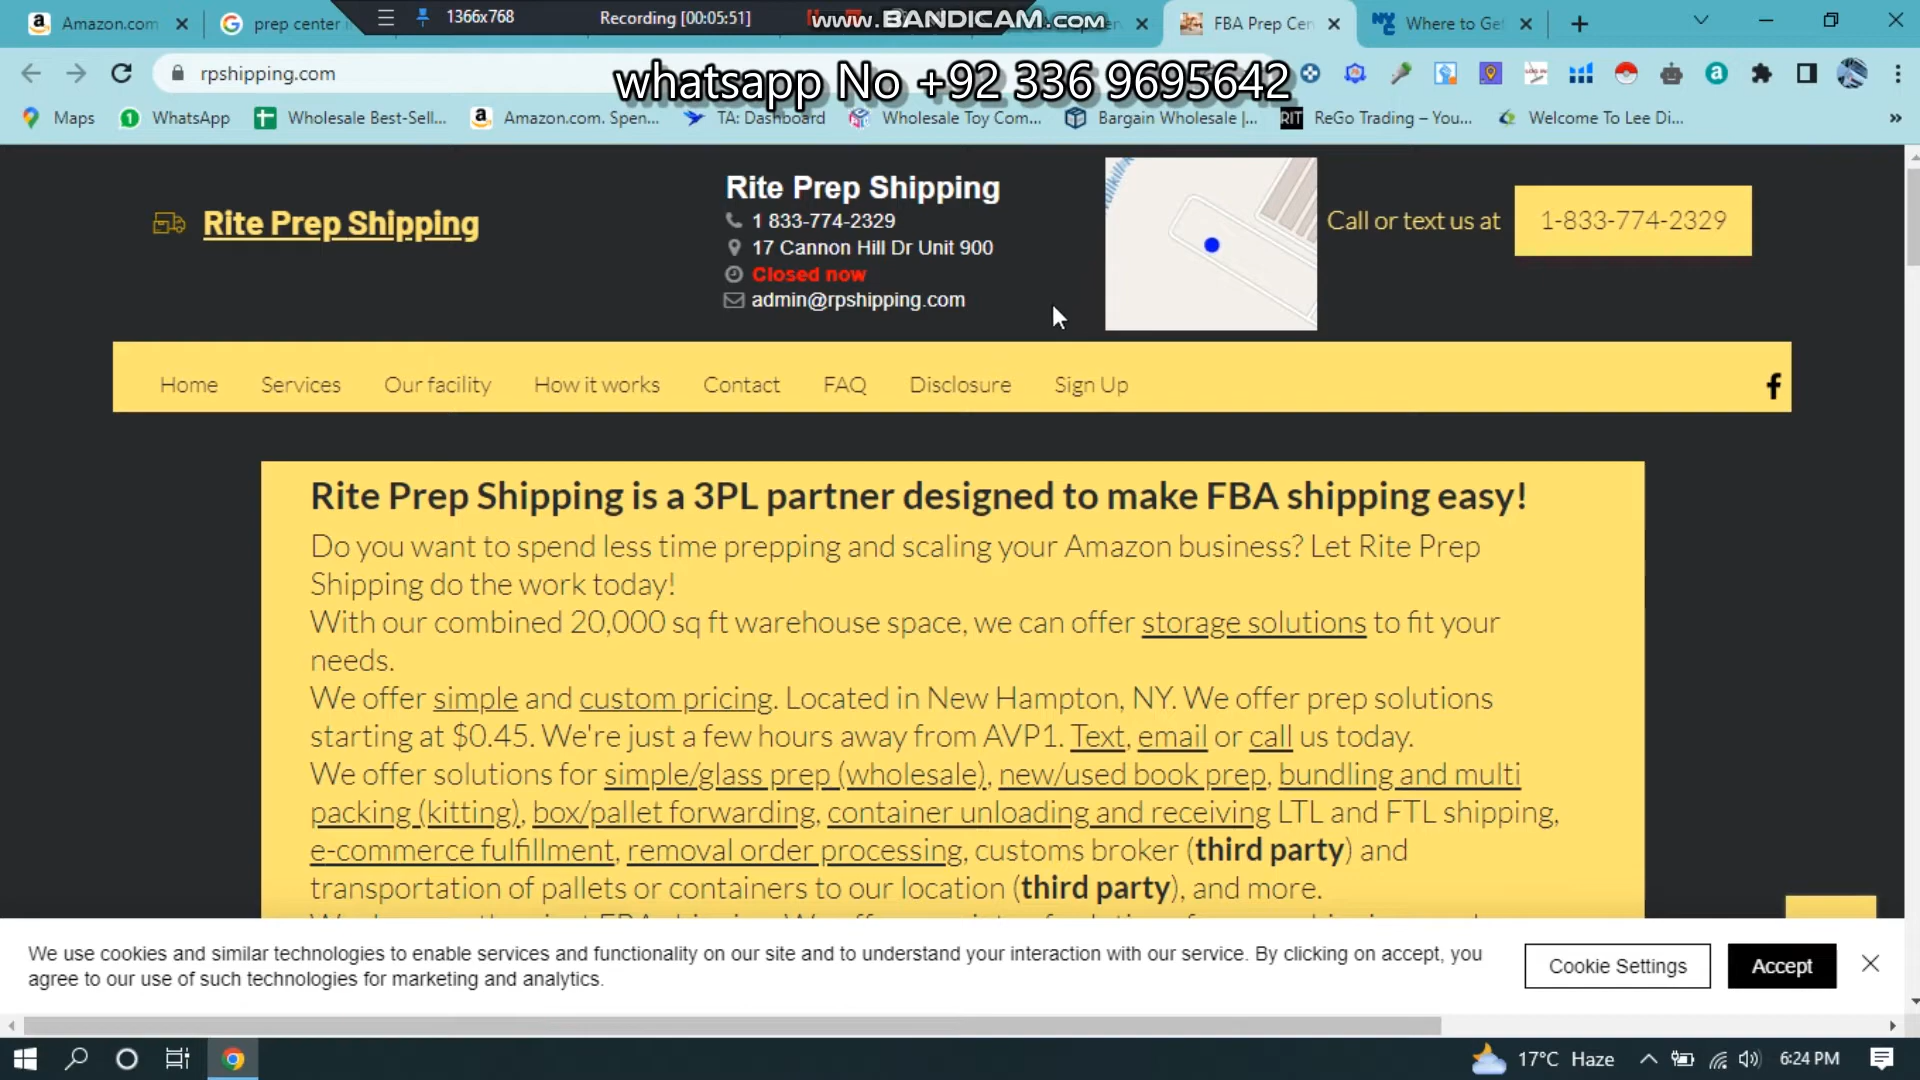 Amazon.com
prep center
1366x768
Recording [00:05:51]
www.BANDICAM.com
FBA Prep Cen
Where to Get
rpshipping.com
whatsapp No +92 336 9695642
Maps
WhatsApp
Wholesale Best-Sell...
Amazon.com. Spen...
TA: Dashboard
Wholesale Toy Com...
Bargain Wholesale |...
RIT
ReGo Trading – You...
Welcome To Lee Di...
»
Rite Prep Shipping
Rite Prep Shipping
1 833-774-2329
17 Cannon Hill Dr Unit 900
Closed now
admin@rpshipping.com
Call or text us at
1-833-774-2329
Home
Services
Our facility
How it works
Contact
FAQ
Disclosure
Sign Up
Rite Prep Shipping is a 3PL partner designed to make FBA shipping easy!
Do you want to spend less time prepping and scaling your Amazon business? Let Rite Prep
Shipping do the work today!
With our combined 20,000 sq ft warehouse space, we can offer storage solutions to fit your
needs.
We offer simple and custom pricing. Located in New Hampton, NY. We offer prep solutions
starting at $0.45. We're just a few hours away from AVP1. Text, email or call us today.
We offer solutions for simple/glass prep (wholesale), new/used book prep, bundling and multi
packing (kitting), box/pallet forwarding, container unloading and receiving LTL and FTL shipping,
e-commerce fulfillment, removal order processing, customs broker (third party) and
transportation of pallets or containers to our location (third party), and more.
We use cookies and similar technologies to enable services and functionality on our site and to understand your interaction with our service. By clicking on accept, you
agree to our use of such technologies for marketing and analytics.
Cookie Settings
Accept
17°C Haze
6:24 PM